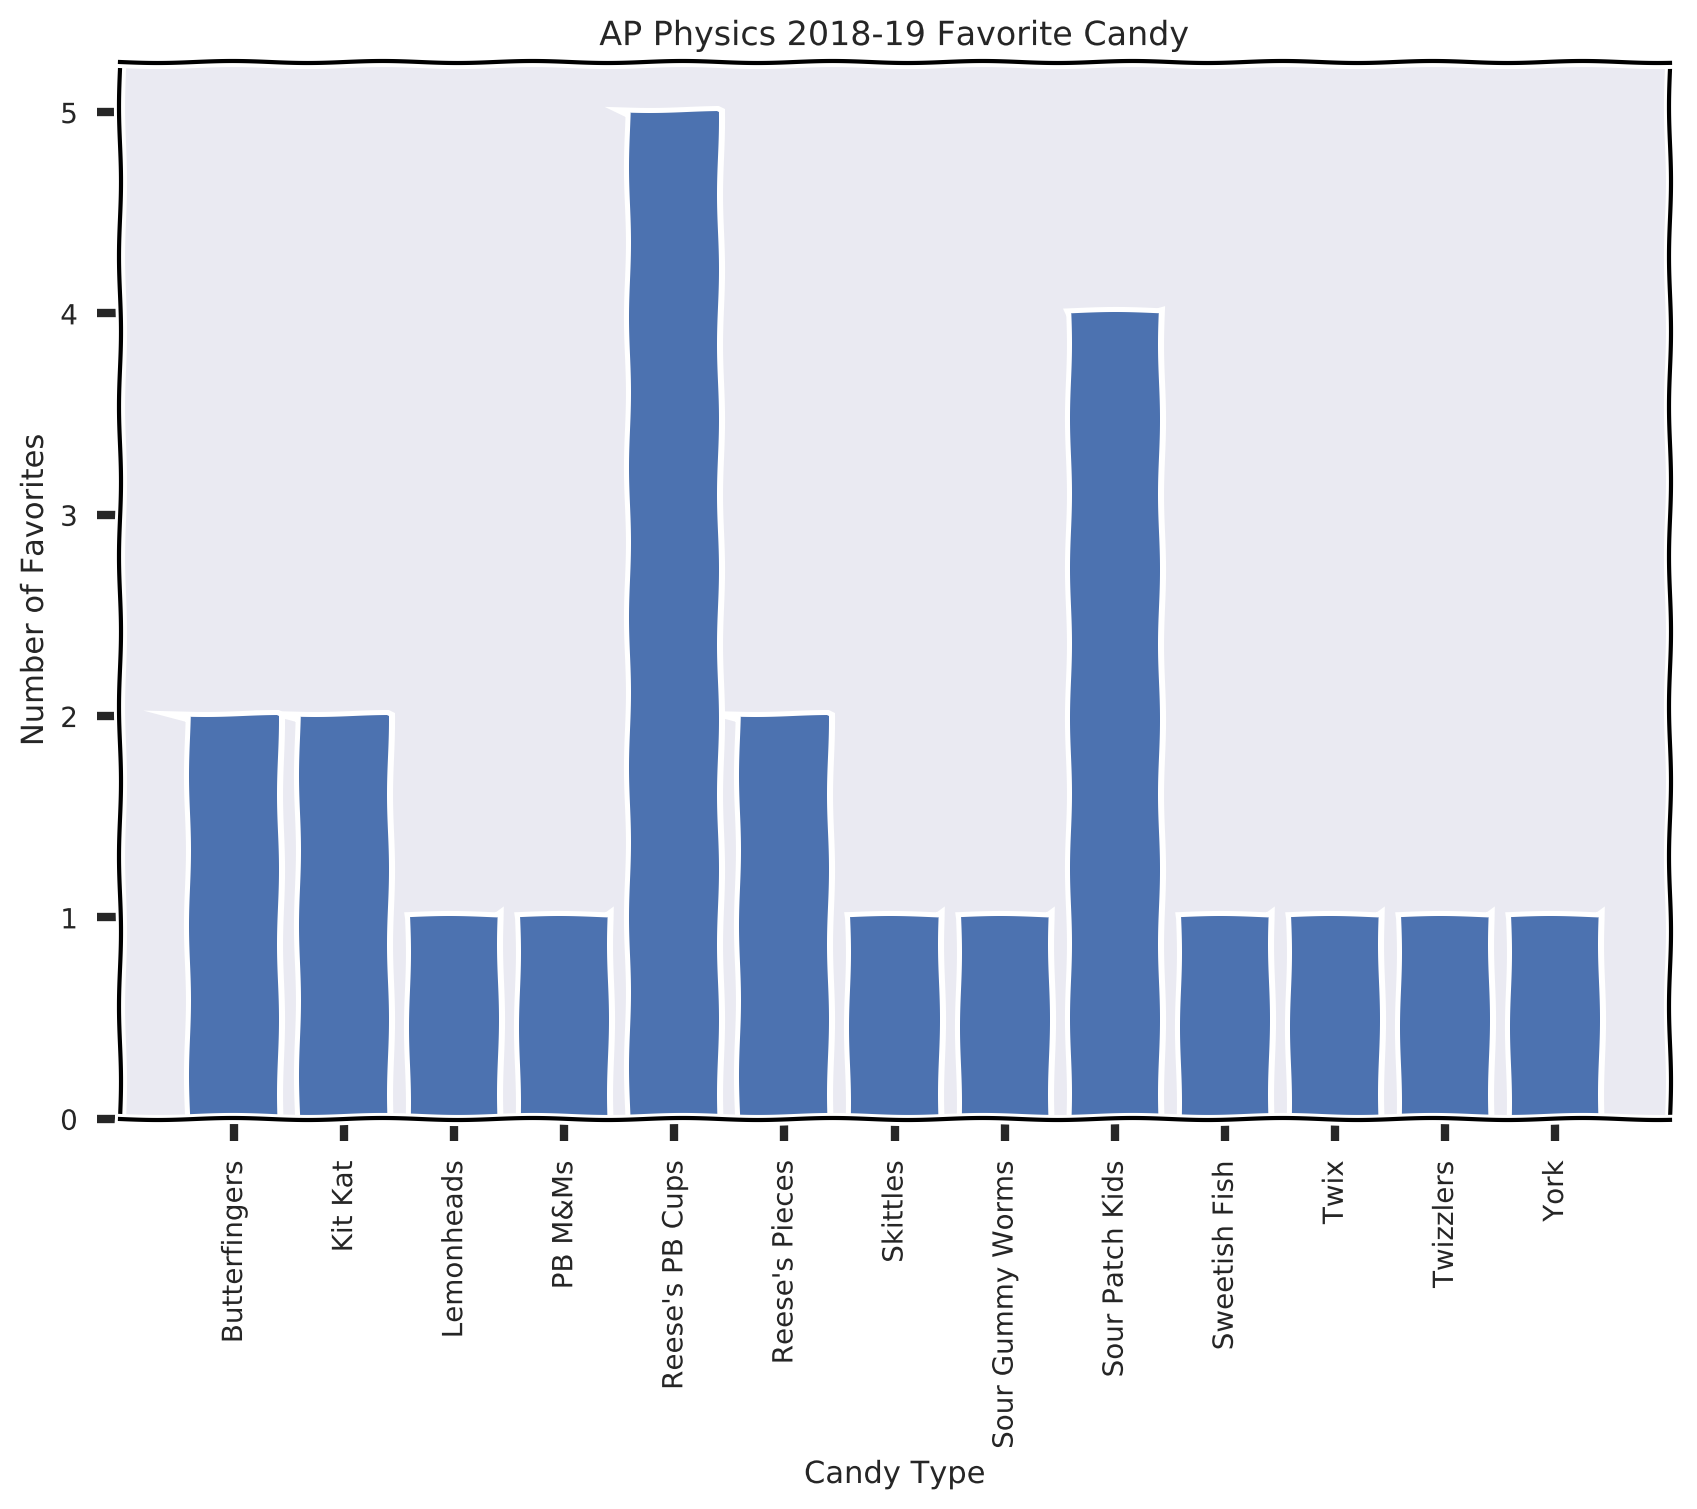 AP Physics 2018-19 Favorite Candy
Number of Favorites
5
4
3
2
1
0
Butterfingers
Kit Kat
Lemonheads
PB M&Ms
Reese's PB Cups
Reese's Pieces
Skittles
Sour Gummy Worms
Sour Patch Kids
Sweetish Fish
Twix
Twizzlers
York
Candy Type